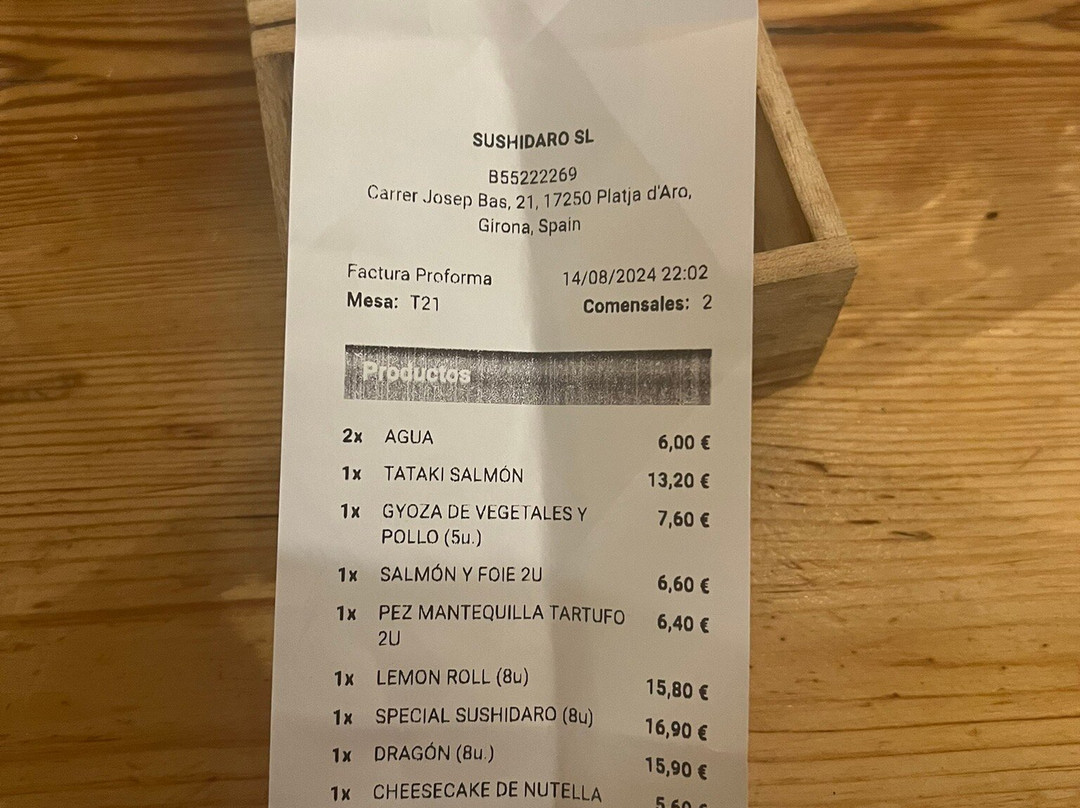 SUSHIDARO SL
B55222269
Carrer Josep Bas, 21, 17250 Platja d'Aro,
Girona, Spain
Factura Proforma 14/08/2024 22:02
Mesa: T21 Comensales: 2
Productos
2x AGUA 6,00 €
1x TATAKI SALMÓN 13,20 €
1x GYOZA DE VEGETALES Y 7,60 €
POLLO (5u.)
1x SALMÓN Y FOIE 2U 6,60 €
1x PEZ MANTEQUILLA TARTUFO 6,40 €
2U
1x LEMON ROLL (8u) 15,80 €
1x SPECIAL SUSHIDARO (8u) 16,90 €
1x DRAGÓN (8u.) 15,90 €
1x CHEESECAKE DE NUTELLA 5,60 €